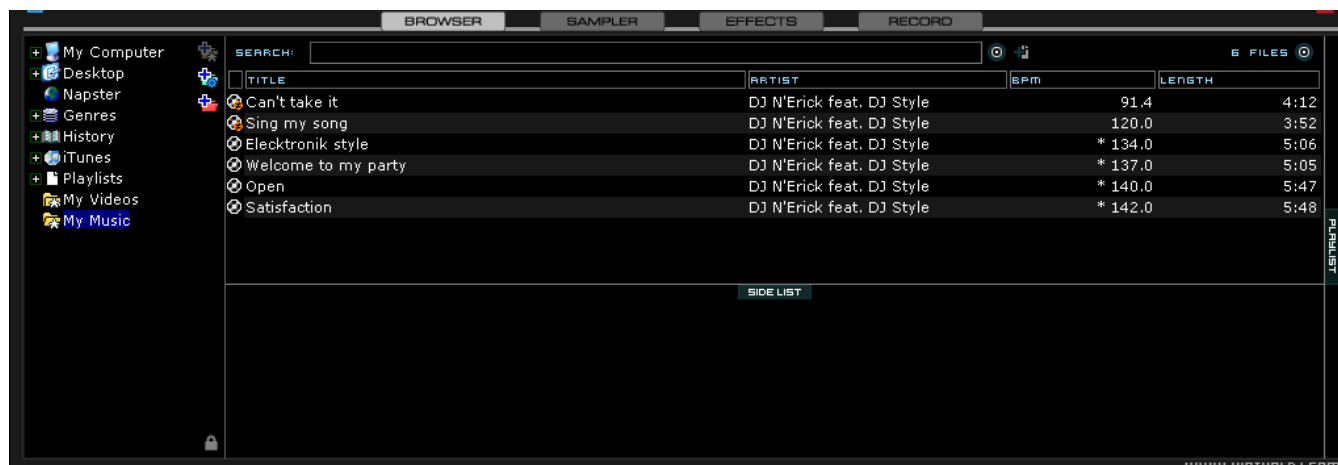 BROWSER SAMPLER EFFECTS RECORD
My Computer
Desktop
Napster
Genres
History
iTunes
Playlists
My Videos
My Music
SEARCH: 6 FILES
TITLE ARTIST BPM LENGTH
Can't take it DJ N'Erick feat. DJ Style 91.4 4:12
Sing my song DJ N'Erick feat. DJ Style 120.0 3:52
Elecktronik style DJ N'Erick feat. DJ Style * 134.0 5:06
Welcome to my party DJ N'Erick feat. DJ Style * 137.0 5:05
Open DJ N'Erick feat. DJ Style * 140.0 5:47
Satisfaction DJ N'Erick feat. DJ Style * 142.0 5:48
PLAYLIST
SIDE LIST